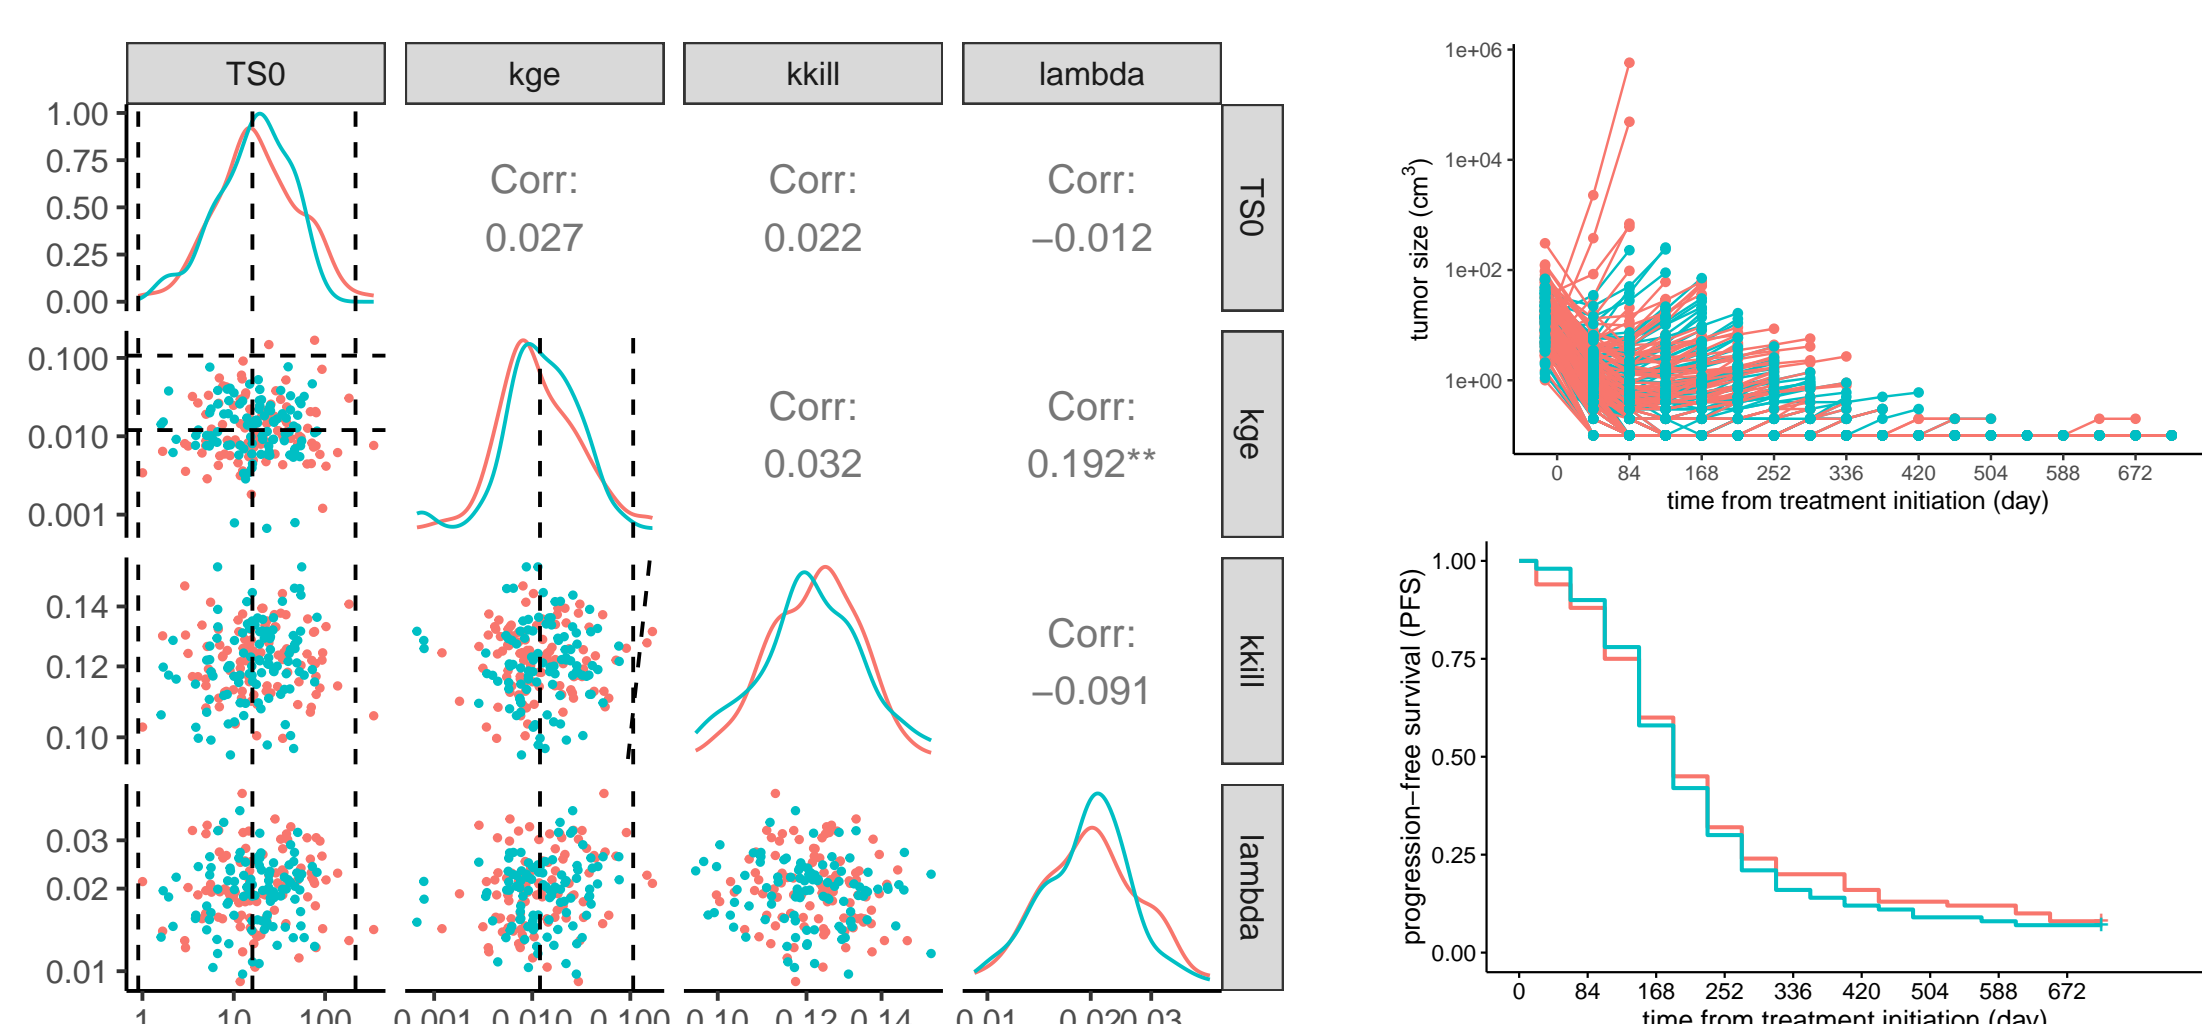 TS0
kge
kkill
lambda
1.00
0.75
0.50
0.25
0.00
Corr:
0.027
Corr:
0.022
Corr:
−0.012
TS0
0.100
0.010
0.001
Corr:
0.032
Corr:
0.192**
kge
0.14
0.12
0.10
Corr:
−0.091
kkill
0.03
0.02
0.01
lambda
1 10 100
0.001 0.010 0.100
0.10 0.12 0.14
0.01 0.02 0.03
tumor size (cm3)
1e+06
1e+04
1e+02
1e+00
0 84 168 252 336 420 504 588 672
time from treatment initiation (day)
progression−free survival (PFS)
1.00
0.75
0.50
0.25
0.00
0 84 168 252 336 420 504 588 672
time from treatment initiation (day)